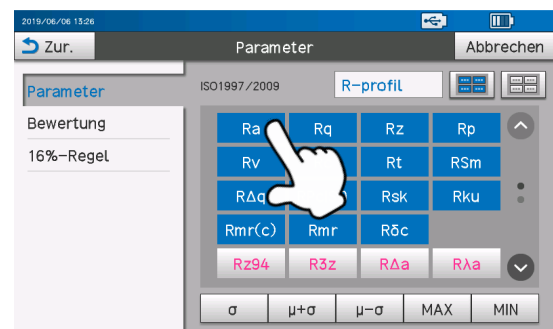 2019/06/06 13:26
Zur. Parameter Abbrechen
Parameter
Bewertung
16%-Regel
ISO1997/2009 R-profil
Ra Rq Rz Rp
Rv Rt RSm
RΔq Rsk Rku
Rmr(c) Rmr Rδc
Rz94 R3z RΔa Rλa
σ μ+σ μ-σ MAX MIN